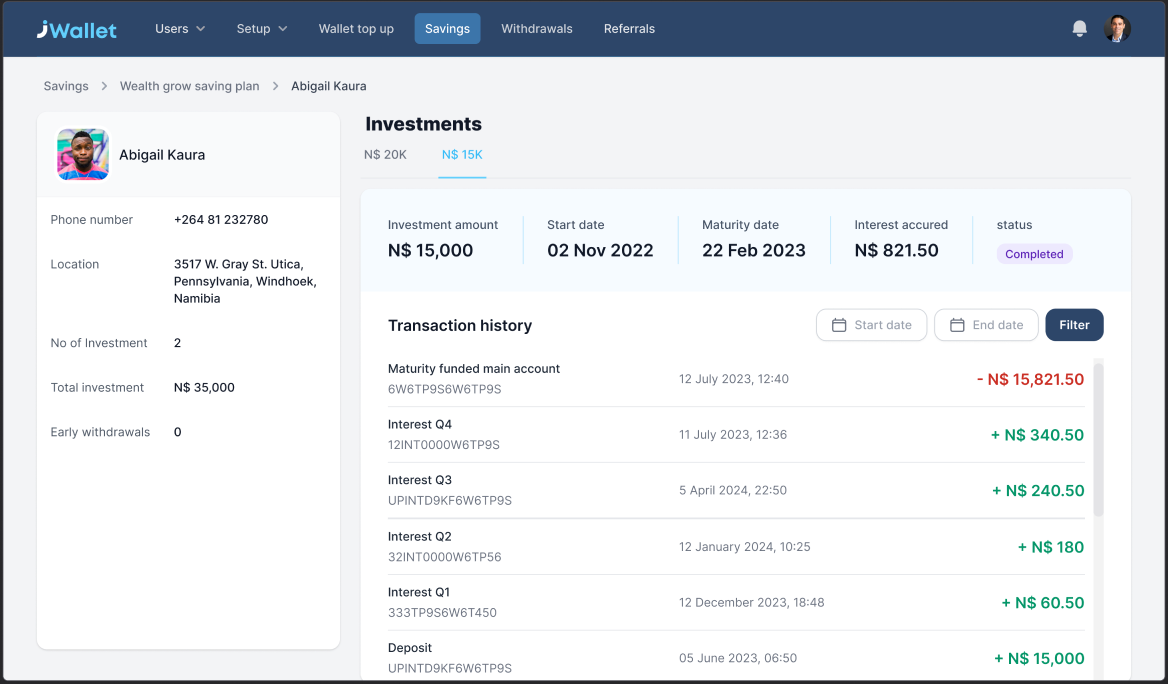 jWallet
Users
Setup
Wallet top up
Savings
Withdrawals
Referrals
Savings > Wealth grow saving plan > Abigail Kaura
Abigail Kaura
Phone number +264 81 232780
Location 3517 W. Gray St. Utica,
Pennsylvania, Windhoek,
Namibia
No of Investment 2
Total investment N$ 35,000
Early withdrawals 0
Investments
N$ 20K N$ 15K
Investment amount
N$ 15,000
Start date
02 Nov 2022
Maturity date
22 Feb 2023
Interest accured
N$ 821.50
status
Completed
Transaction history
Start date
End date
Filter
Maturity funded main account
6W6TP9S6W6TP9S
12 July 2023, 12:40
- N$ 15,821.50
Interest Q4
12INT0000W6TP9S
11 July 2023, 12:36
+ N$ 340.50
Interest Q3
UPINTD9KF6W6TP9S
5 April 2024, 22:50
+ N$ 240.50
Interest Q2
32INT0000W6TP56
12 January 2024, 10:25
+ N$ 180
Interest Q1
333TP9S6W6T450
12 December 2023, 18:48
+ N$ 60.50
Deposit
UPINTD9KF6W6TP9S
05 June 2023, 06:50
+ N$ 15,000